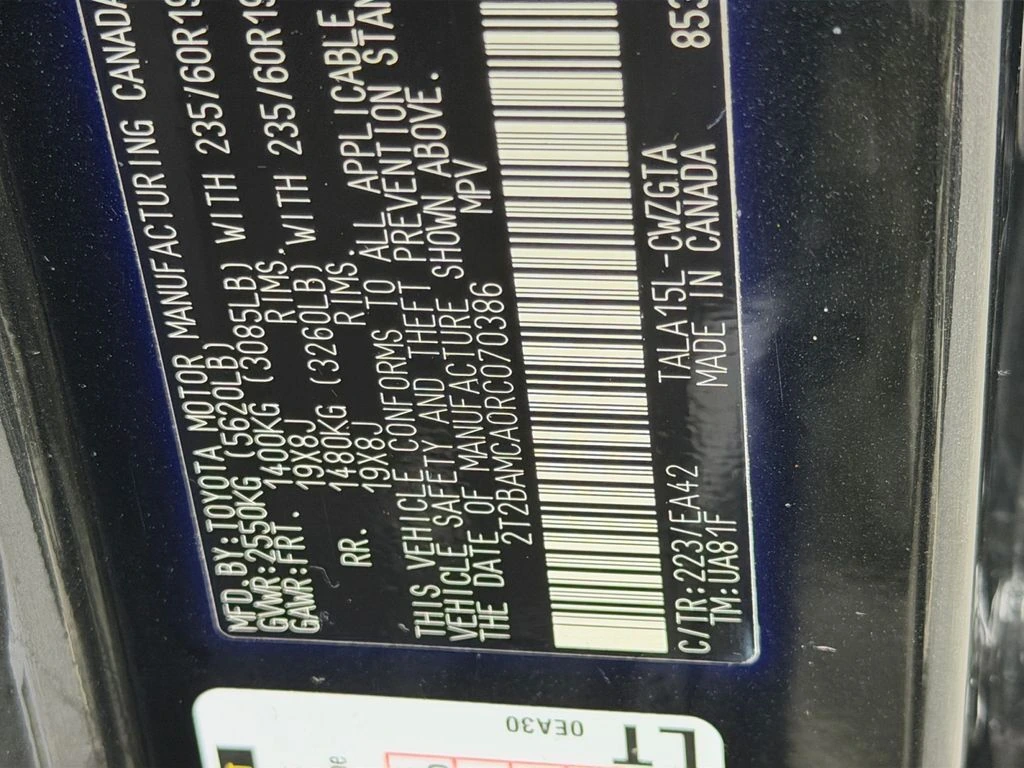 MFD.BY:TOYOTA MOTOR MANUFACTURING CANADA
GVWR:2550KG (5620LB)
GAWR:FRT. 1400KG (3085LB) WITH 235/60R19
19X8J RIMS,
RR. 1480KG (3260LB) WITH 235/60R19
19X8J RIMS.
THIS VEHICLE CONFORMS TO ALL APPLICABLE
VEHICLE SAFETY AND THEFT PREVENTION STAN
THE DATE OF MANUFACTURE SHOWN ABOVE.
2T2BAMCA0RC070386 MPV
C/TR:223/EA42 TALA15L-CWZGTA 853
TM:UA81F MADE IN CANADA
0EA30